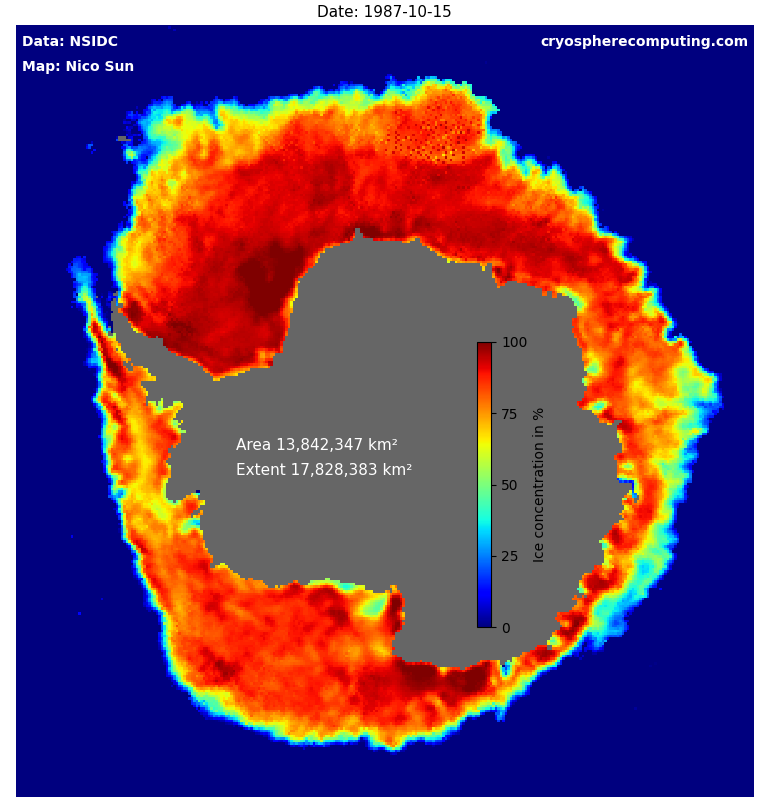 Date: 1987-10-15
Data: NSIDC
cryospherecomputing.com
Map: Nico Sun
Area 13,842,347 km²
Extent 17,828,383 km²
100
75
50
25
0
Ice concentration in %